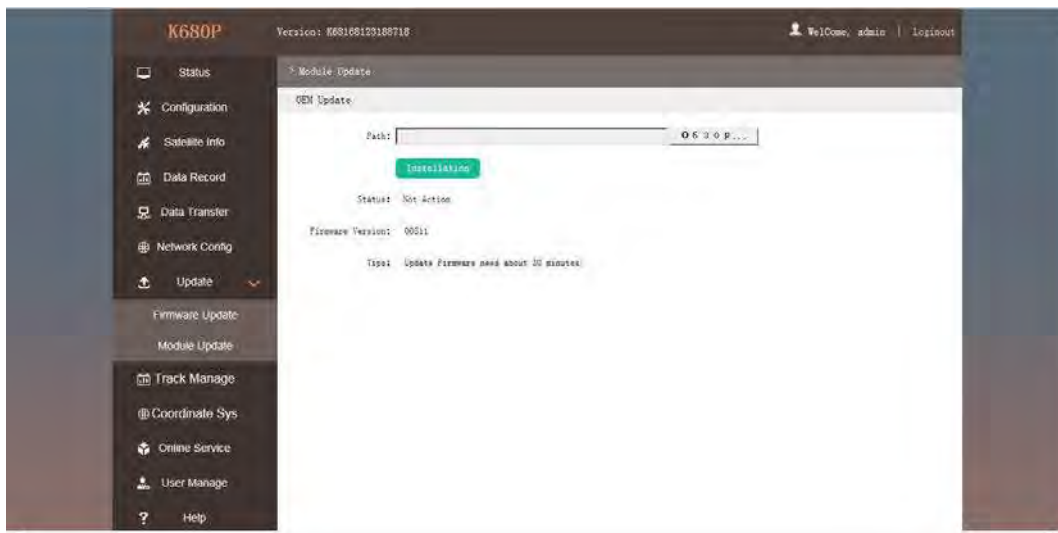 K680P
Version: K68168123188718
WelCome, admin | Loginout
Status
> Module Update
Configuration
OEM Update
Satellite Info
Path:
Data Record
Installation
Data Transfer
Status: Not Action
Network Config
Firmware Version: 00511
Update
Tips: Update Firmware need about 20 minutes!
Firmware Update
Module Update
Track Manage
Coordinate Sys
Online Service
User Manage
? Help